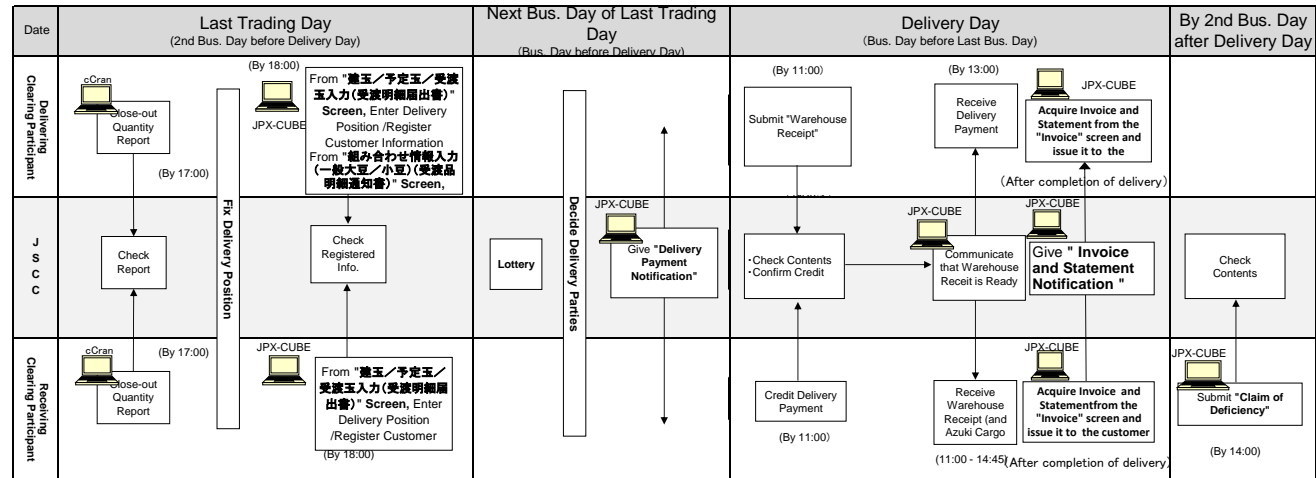 Date
Last Trading Day
(2nd Bus. Day before Delivery Day)
Next Bus. Day of Last Trading
Day
(Bus. Day before Delivery Day)
Delivery Day
(Bus. Day before Last Bus. Day)
By 2nd Bus. Day
after Delivery Day
Delivering
Clearing Participant
cCran
Close-out
Quantity
Report
(By 17:00)
Fix Delivery Position
(By 18:00)
JPX-CUBE
From "建玉／予定玉／受渡
玉入力(受渡明細届出書)"
Screen, Enter Delivery
Position /Register
Customer Information
From "組み合わせ情報入力
(一般大豆／小豆)(受渡品
明細通知書)" Screen,
Decide Delivery Parties
(By 11:00)
Submit "Warehouse
Receipt"
(By 13:00)
Receive
Delivery
Payment
JPX-CUBE
Acquire Invoice and
Statement from the
"Invoice" screen and
issue it to the
(After completion of delivery)
J
S
C
C
Check
Report
Check
Registered
Info.
Lottery
JPX-CUBE
Give "Delivery
Payment
Notification"
・Check Contents
・Confirm Credit
JPX-CUBE
Communicate
that Warehouse
Receit is Ready
JPX-CUBE
Give " Invoice
and Statement
Notification "
Check
Contents
Receiving
Clearing Participant
cCran
(By 17:00)
Close-out
Quantity
Report
JPX-CUBE
From "建玉／予定玉／
受渡玉入力(受渡明細届
出書)" Screen, Enter
Delivery Position
/Register Customer
(By 18:00)
Credit Delivery
Payment
(By 11:00)
Receive
Warehouse
Receipt (and
Azuki Cargo
(11:00 - 14:45)
JPX-CUBE
Acquire Invoice and
Statementfrom the
"Invoice" screen and
issue it to the customer
(After completion of delivery)
JPX-CUBE
Submit "Claim of
Deficiency"
(By 14:00)